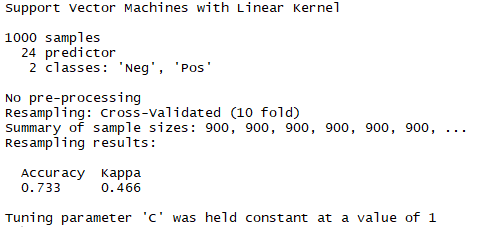 Support Vector Machines with Linear Kernel
1000 samples
24 predictor
2 classes: 'Neg', 'Pos'
No pre-processing
Resampling: Cross-Validated (10 fold)
Summary of sample sizes: 900, 900, 900, 900, 900, 900, ...
Resampling results:
Accuracy Kappa
0.733 0.466
Tuning parameter 'C' was held constant at a value of 1